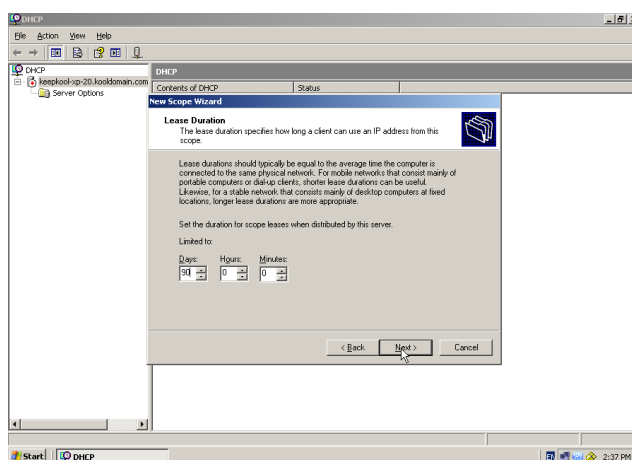 DHCP
File Action View Help
DHCP
keepkool-xp-20.kooldomain.com
Server Options
DHCP
Contents of DHCP Status
New Scope Wizard
Lease Duration
The lease duration specifies how long a client can use an IP address from this
scope.
Lease durations should typically be equal to the average time the computer is
connected to the same physical network. For mobile networks that consist mainly of
portable computers or dial-up clients, shorter lease durations can be useful.
Likewise, for a stable network that consists mainly of desktop computers at fixed
locations, longer lease durations are more appropriate.
Set the duration for scope leases when distributed by this server.
Limited to:
Days: Hours: Minutes:
90 0 0
< Back Next > Cancel
Start DHCP 2:37 PM